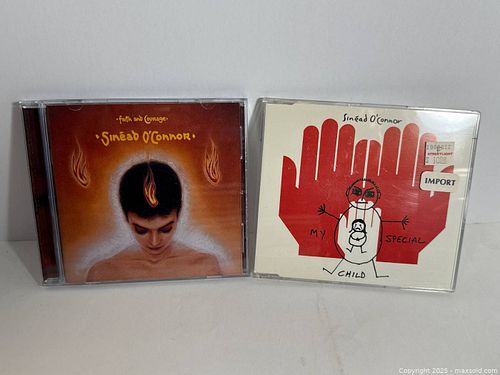 ·Faith and Courage·
·Sinéad O'Connor·
Sinéad O'Connor
IMPORT
MY SPECIAL
CHILD
Copyright 2025 - maxsold.com